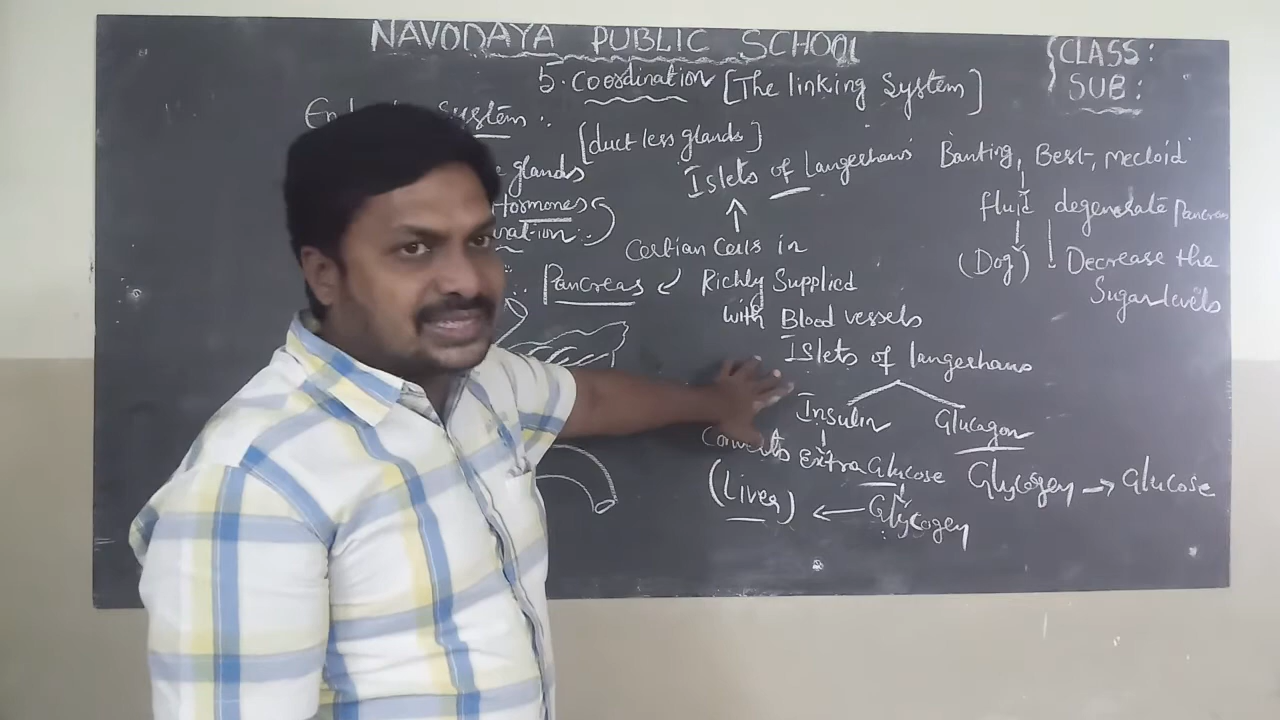 NAVODAYA PUBLIC SCHOOL
CLASS:
SUB:
5. Coordination [The linking System]
System :.
[duct less glands]
glands
Hormones
Islets of Langerhans
Certian Cells in
Pancreas
Richly Supplied
with Blood vessels
Islets of langerhans
Insulin
Glucagon
Converts Extra Glucose
Glycogen
(Liver)
Glycogen → Glucose
Banting, Best, mecloid
fluid degenerate pancreas
(Dog)
Decrease the
Sugar levels